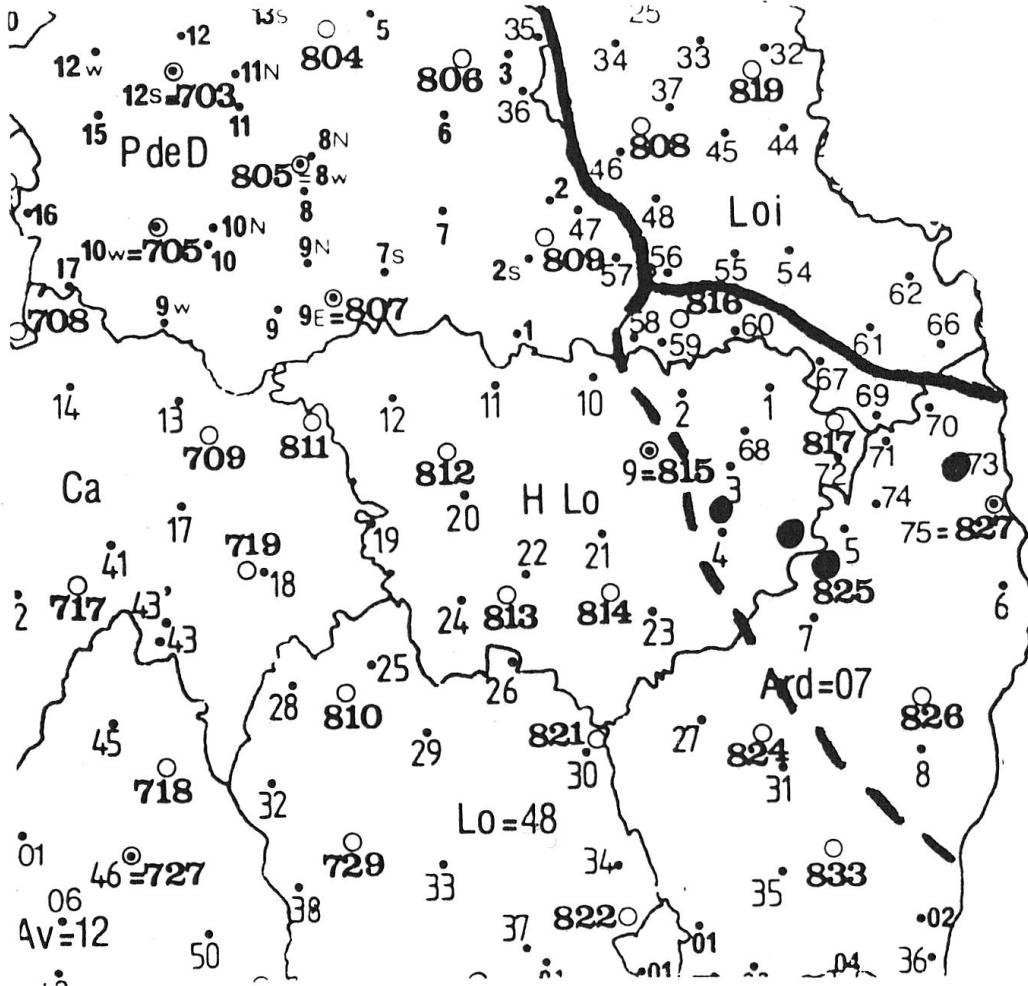 13s 5 35 25
12 804 34 33 32
12w 806 3 37 819
12s=703 11N 36
15 11 6 808 45 44
PdeD 8N 46
805=8w
16 8 2 48 Loi
10w=705 10N 7 47
10 9N 7s 2s 809 57 56 55 54
17 62
708 9w 9 9E=807 1 58 816 60 61 66
59 67
14 13 12 11 10 2 1 69 70
709 811 68 817 71
Ca 812 9=815 3 72 73
H Lo 74
17 20 19 4 5 75=827
719 22 21
41 18 825
717 43' 24 813 814 23 6
2 43 7
25 26 Ard=07
28 810 27 826
45 29 821 824
718 32 30 31 8
Lo=48
01 729 34
46=727 33 35 833
06 38 822 02
Av=12 50 37 01 36
01 01 04